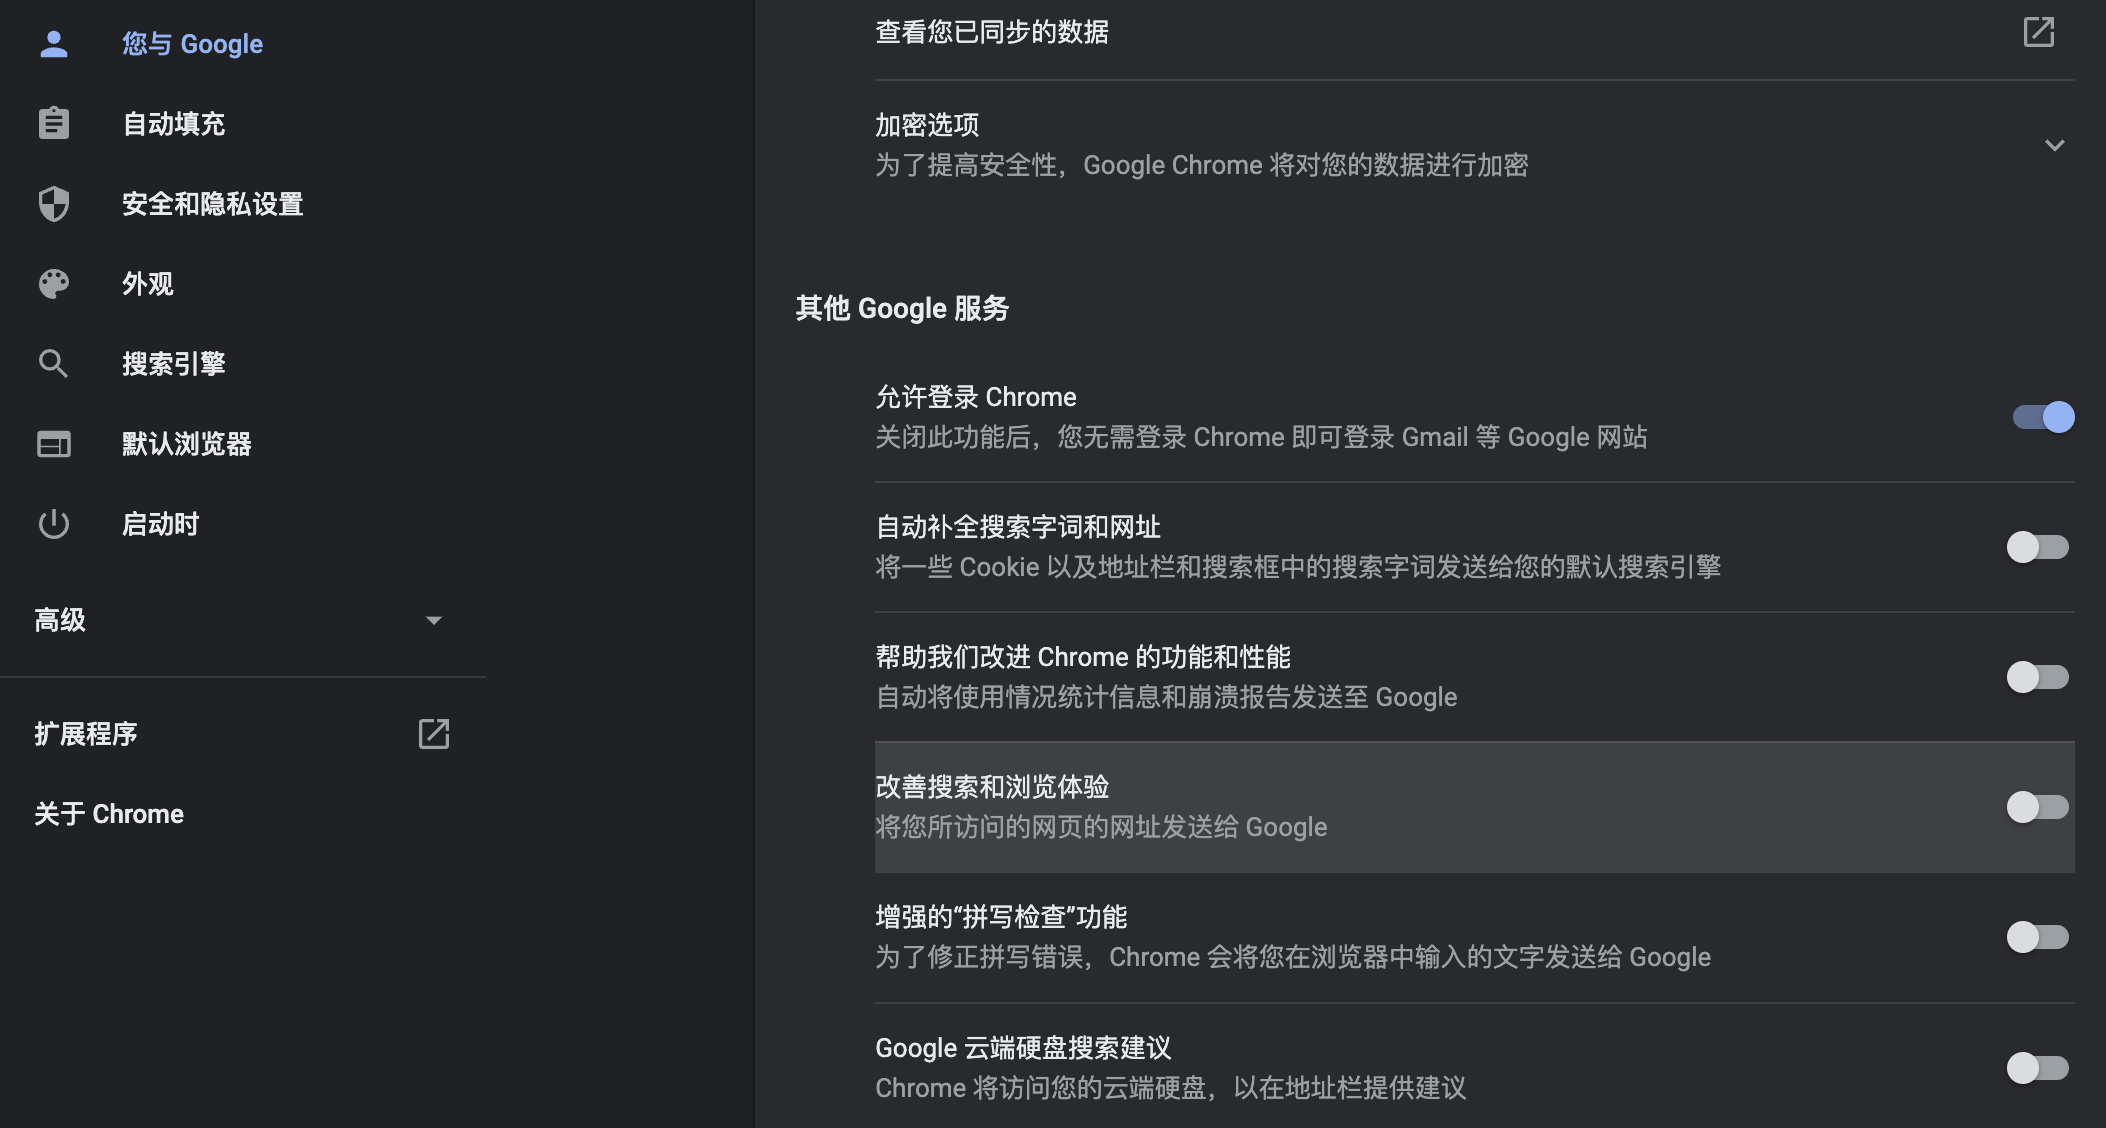 您与 Google
自动填充
安全和隐私设置
外观
搜索引擎
默认浏览器
启动时
高级
扩展程序
关于 Chrome
查看您已同步的数据
加密选项
为了提高安全性，Google Chrome 将对您的数据进行加密
其他 Google 服务
允许登录 Chrome
关闭此功能后，您无需登录 Chrome 即可登录 Gmail 等 Google 网站
自动补全搜索字词和网址
将一些 Cookie 以及地址栏和搜索框中的搜索字词发送给您的默认搜索引擎
帮助我们改进 Chrome 的功能和性能
自动将使用情况统计信息和崩溃报告发送至 Google
改善搜索和浏览体验
将您所访问的网页的网址发送给 Google
增强的“拼写检查”功能
为了修正拼写错误，Chrome 会将您在浏览器中输入的文字发送给 Google
Google 云端硬盘搜索建议
Chrome 将访问您的云端硬盘，以在地址栏提供建议